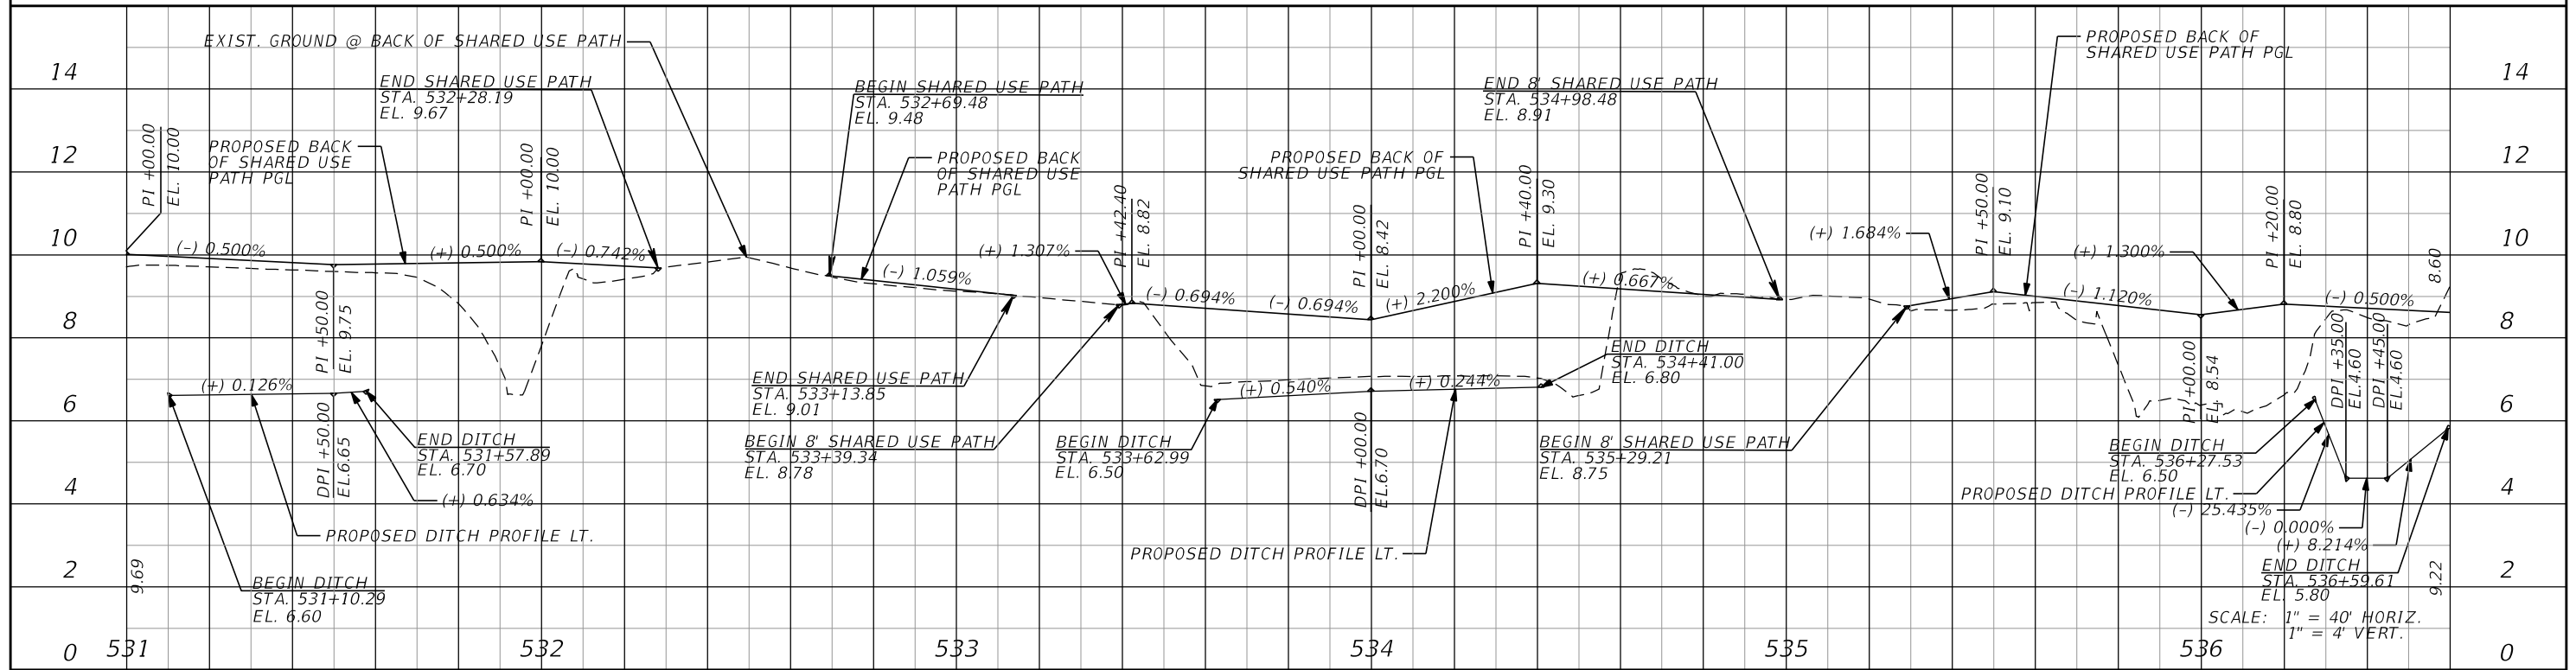 EXIST. GROUND @ BACK OF SHARED USE PATH
END SHARED USE PATH
STA. 532+28.19
EL. 9.67
BEGIN SHARED USE PATH
STA. 532+69.48
EL. 9.48
END 8' SHARED USE PATH
STA. 534+98.48
EL. 8.91
PROPOSED BACK OF
SHARED USE PATH PGL
14
14
PI +00.00
EL. 10.00
PROPOSED BACK
OF SHARED USE
PATH PGL
PI +00.00
EL. 10.00
PROPOSED BACK
OF SHARED USE
PATH PGL
PROPOSED BACK OF
SHARED USE PATH PGL
12
12
PI +42.40
EL. 8.82
PI +00.00
EL. 8.42
PI +40.00
EL. 9.30
PI +50.00
EL. 9.10
PI +20.00
EL. 8.80
8.60
10
10
(-) 0.500%
(+) 0.500%
(-) 0.742%
(-) 1.059%
(+) 1.307%
(-) 0.694%
(-) 0.694%
(+) 2.200%
(+) 0.667%
(+) 1.684%
(-) 1.120%
(+) 1.300%
(-) 0.500%
8
8
PI +50.00
EL. 9.75
END DITCH
STA. 534+41.00
EL. 6.80
PI +00.00
EL. 8.54
DPI +35.00
EL.4.60
DPI +45.00
EL.4.60
(+) 0.126%
END SHARED USE PATH
STA. 533+13.85
EL. 9.01
(+) 0.540%
(+) 0.244%
6
6
DPI +50.00
EL.6.65
END DITCH
STA. 531+57.89
EL. 6.70
(+) 0.634%
BEGIN 8' SHARED USE PATH
STA. 533+39.34
EL. 8.78
BEGIN DITCH
STA. 533+62.99
EL. 6.50
DPI +00.00
EL.6.70
BEGIN 8' SHARED USE PATH
STA. 535+29.21
EL. 8.75
BEGIN DITCH
STA. 536+27.53
EL. 6.50
4
4
PROPOSED DITCH PROFILE LT.
(-) 25.435%
(-) 0.000%
(+) 8.214%
PROPOSED DITCH PROFILE LT.
PROPOSED DITCH PROFILE LT.
2
2
9.69
BEGIN DITCH
STA. 531+10.29
EL. 6.60
END DITCH
STA. 536+59.61
EL. 5.80
9.22
SCALE: 1" = 40' HORIZ.
1" = 4' VERT.
0
531
532
533
534
535
536
0